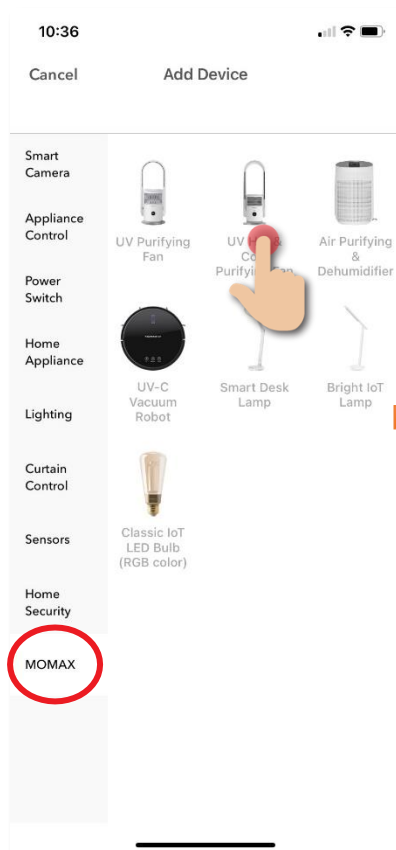 10:36
Cancel
Add Device
Smart
Camera
Appliance
Control
Power
Switch
Home
Appliance
Lighting
Curtain
Control
Sensors
Home
Security
MOMAX
UV Purifying
Fan
UV &
Purifying
Air Purifying
&
Dehumidifier
UV-C
Vacuum
Robot
Smart Desk
Lamp
Bright IoT
Lamp
Classic IoT
LED Bulb
(RGB color)